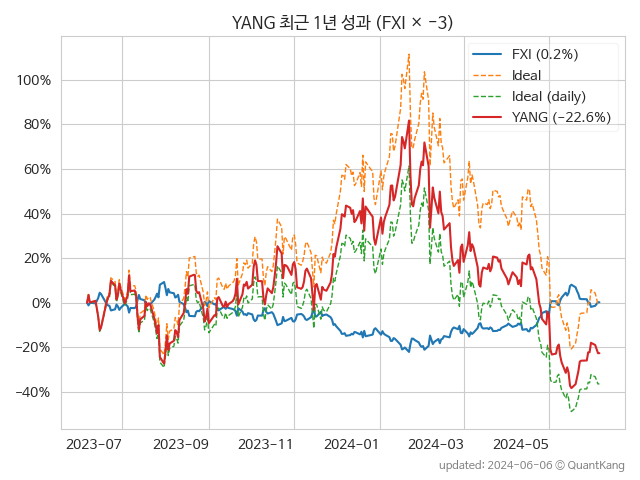 YANG 최근 1년 성과 (FXI × −3)
FXI (0.2%)
Ideal
Ideal (daily)
YANG (−22.6%)
100%
80%
60%
40%
20%
0%
−20%
−40%
2023-07
2023-09
2023-11
2024-01
2024-03
2024-05
updated: 2024-06-06 ⓒ QuantKang